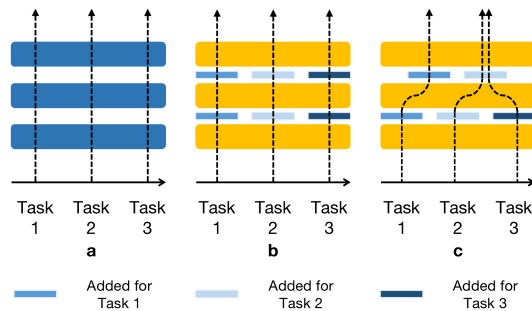 Task Task Task Task Task Task Task Task Task
1 2 3 1 2 3 1 2 3
a b c
Added for Added for Added for
Task 1 Task 2 Task 3